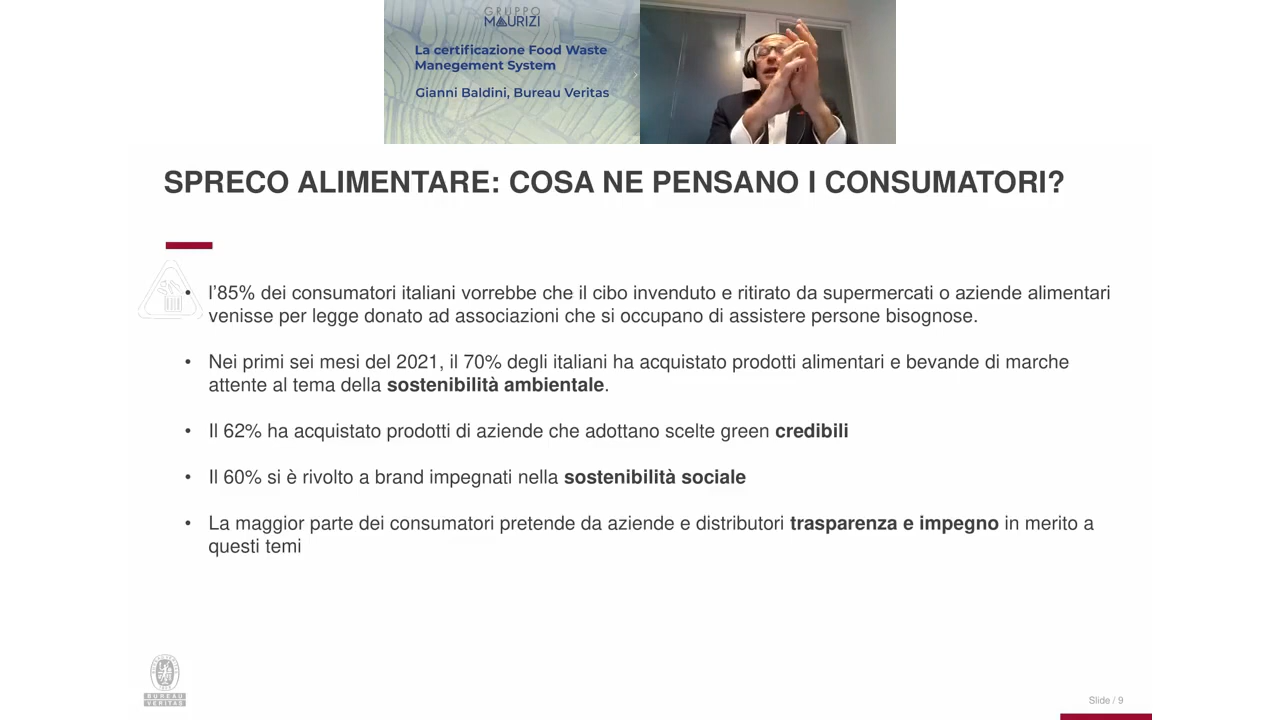 GRUPPO
MAURIZI
La certificazione Food Waste
Manegement System
Gianni Baldini, Bureau Veritas
SPRECO ALIMENTARE: COSA NE PENSANO I CONSUMATORI?
• l'85% dei consumatori italiani vorrebbe che il cibo invenduto e ritirato da supermercati o aziende alimentari
venisse per legge donato ad associazioni che si occupano di assistere persone bisognose.
• Nei primi sei mesi del 2021, il 70% degli italiani ha acquistato prodotti alimentari e bevande di marche
attente al tema della sostenibilità ambientale.
• Il 62% ha acquistato prodotti di aziende che adottano scelte green credibili
• Il 60% si è rivolto a brand impegnati nella sostenibilità sociale
• La maggior parte dei consumatori pretende da aziende e distributori trasparenza e impegno in merito a
questi temi
BUREAU
VERITAS
Slide / 9